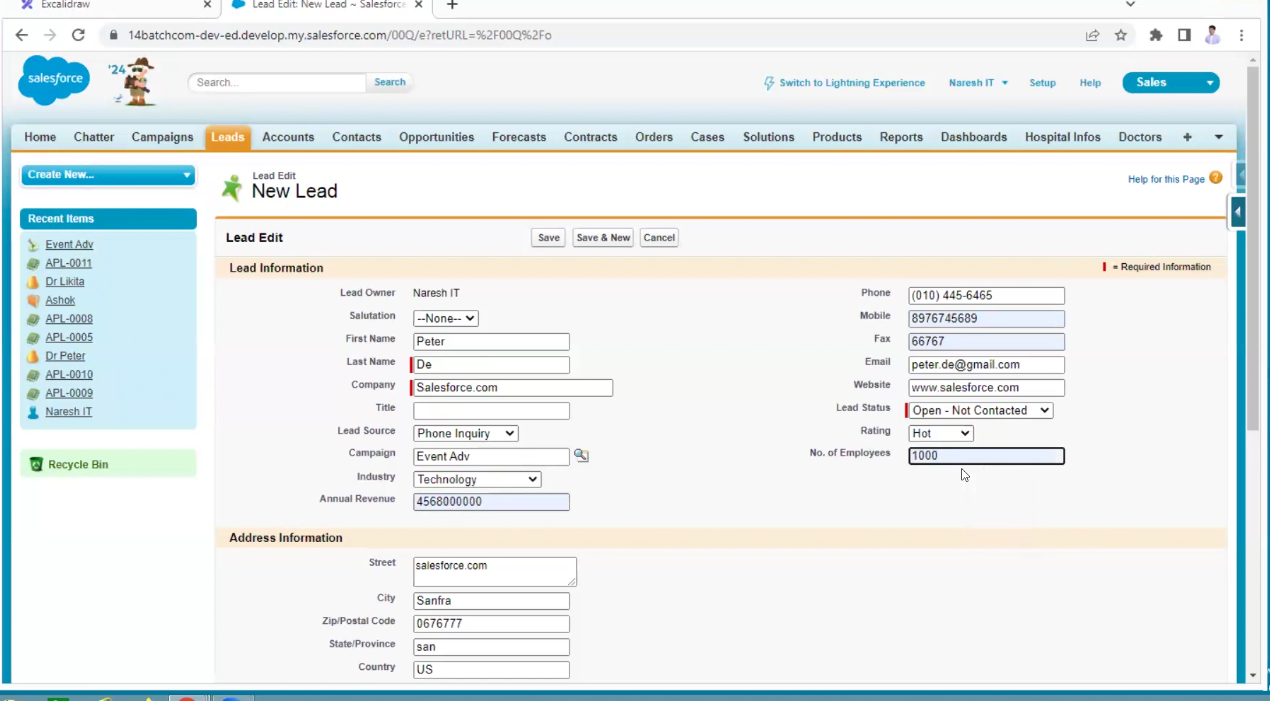 Excalidraw
Lead Edit: New Lead ~ Salesforce
14batchcom-dev-ed.develop.my.salesforce.com/00Q/e?retURL=%2F00Q%2Fo
salesforce
'24
Search...
Search
Switch to Lightning Experience
Naresh IT
Setup
Help
Sales
Home Chatter Campaigns Leads Accounts Contacts Opportunities Forecasts Contracts Orders Cases Solutions Products Reports Dashboards Hospital Infos Doctors +
Create New...
Recent Items
Event Adv
APL-0011
Dr Likita
Ashok
APL-0008
APL-0005
Dr Peter
APL-0010
APL-0009
Naresh IT
Recycle Bin
Lead Edit
New Lead
Help for this Page ?
Lead Edit
Save Save & New Cancel
Lead Information
= Required Information
Lead Owner Naresh IT
Salutation --None--
First Name Peter
Last Name De
Company Salesforce.com
Title
Lead Source Phone Inquiry
Campaign Event Adv
Industry Technology
Annual Revenue 4568000000
Phone (010) 445-6465
Mobile 8976745689
Fax 66767
Email peter.de@gmail.com
Website www.salesforce.com
Lead Status Open - Not Contacted
Rating Hot
No. of Employees 1000
Address Information
Street salesforce.com
City Sanfra
Zip/Postal Code 0676777
State/Province san
Country US